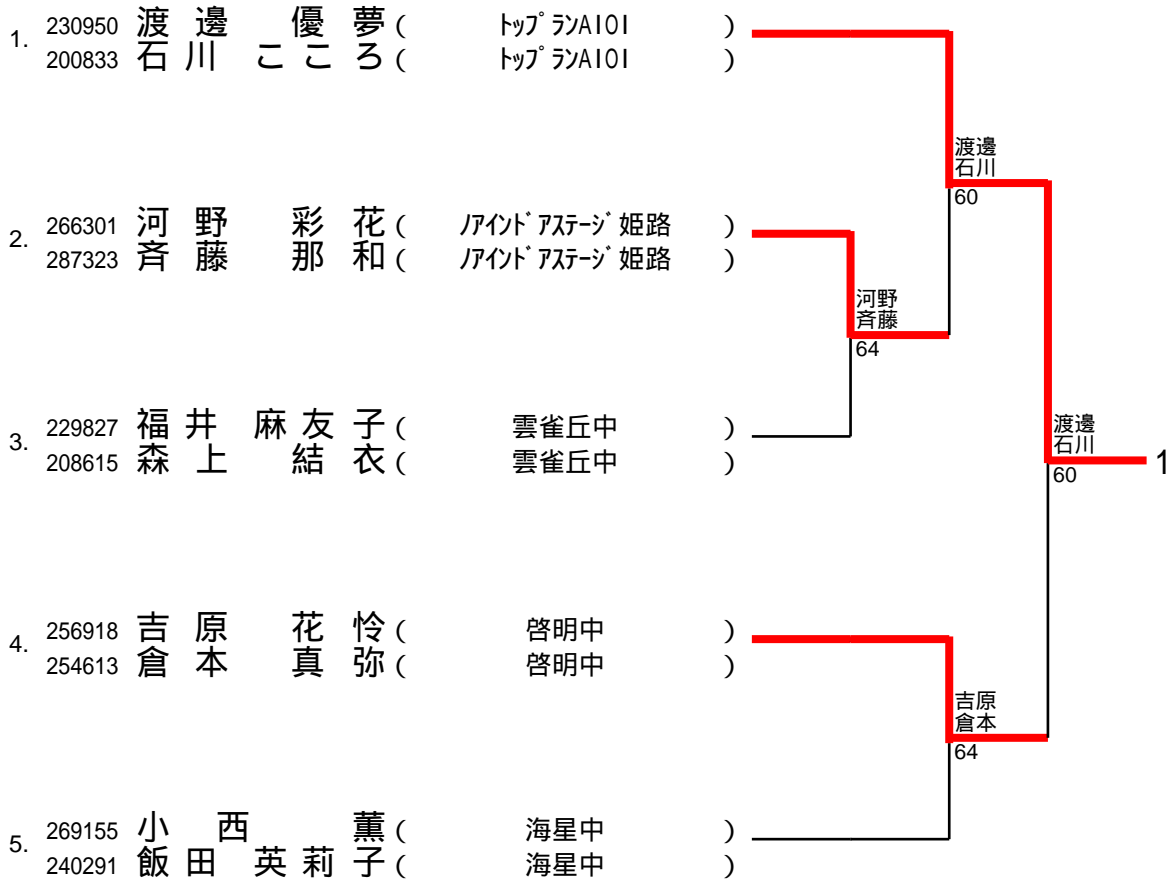 1. 230950 渡邊 優夢 ( ﾄｯﾌﾟﾗﾝAIOI )
200833 石川 こころ ( ﾄｯﾌﾟﾗﾝAIOI )
渡邊
石川
60
2. 266301 河野 彩花 ( ﾉｱインドアステージ姫路 )
287323 斉藤 那和 ( ﾉｱインドアステージ姫路 )
河野
斉藤
64
3. 229827 福井 麻友子 ( 雲雀丘中 )
208615 森上 結衣 ( 雲雀丘中 )
渡邊
石川
60
1
4. 256918 吉原 花怜 ( 啓明中 )
254613 倉本 真弥 ( 啓明中 )
吉原
倉本
64
5. 269155 小西 薫 ( 海星中 )
240291 飯田 英莉子 ( 海星中 )